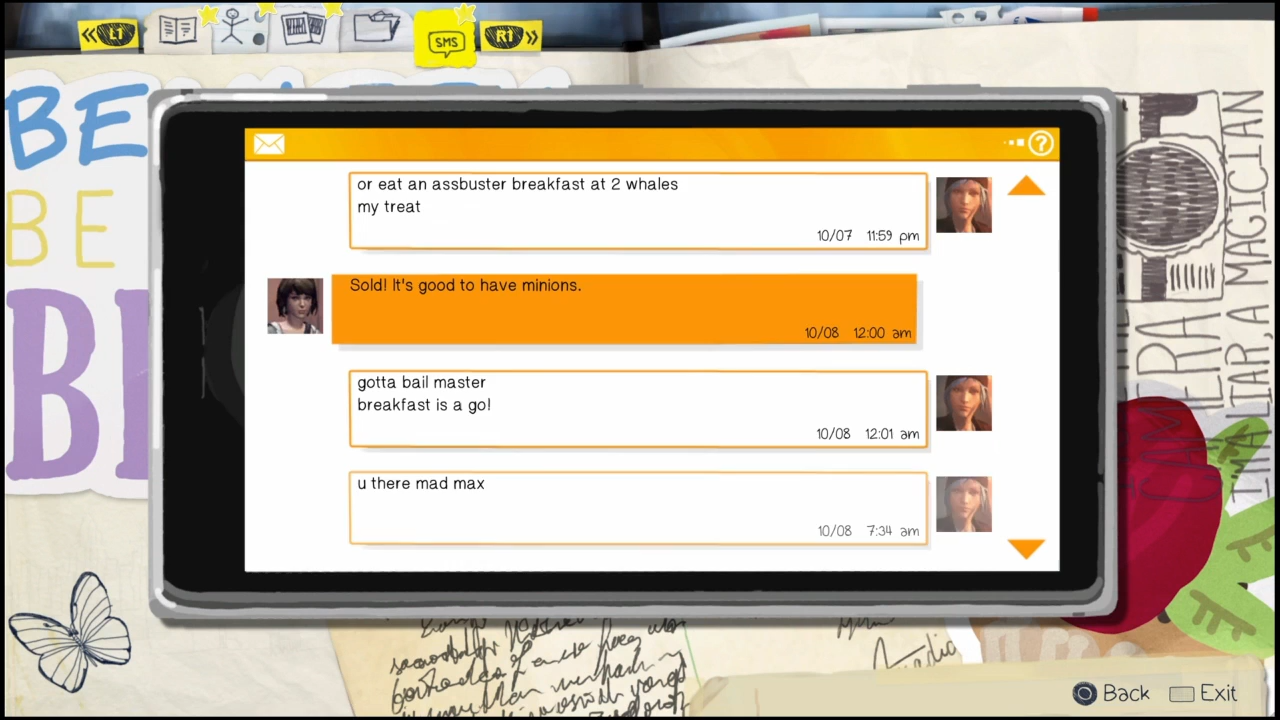 L1
SMS
R1
BE
BE
or eat an assbuster breakfast at 2 whales
my treat
10/07 11:59 pm
Sold! It's good to have minions.
10/08 12:00 am
gotta bail master
breakfast is a go!
10/08 12:01 am
u there mad max
10/08 7:34 am
?
CAMERA
I'M A LIAR, A MAGICIAN
Back
Exit